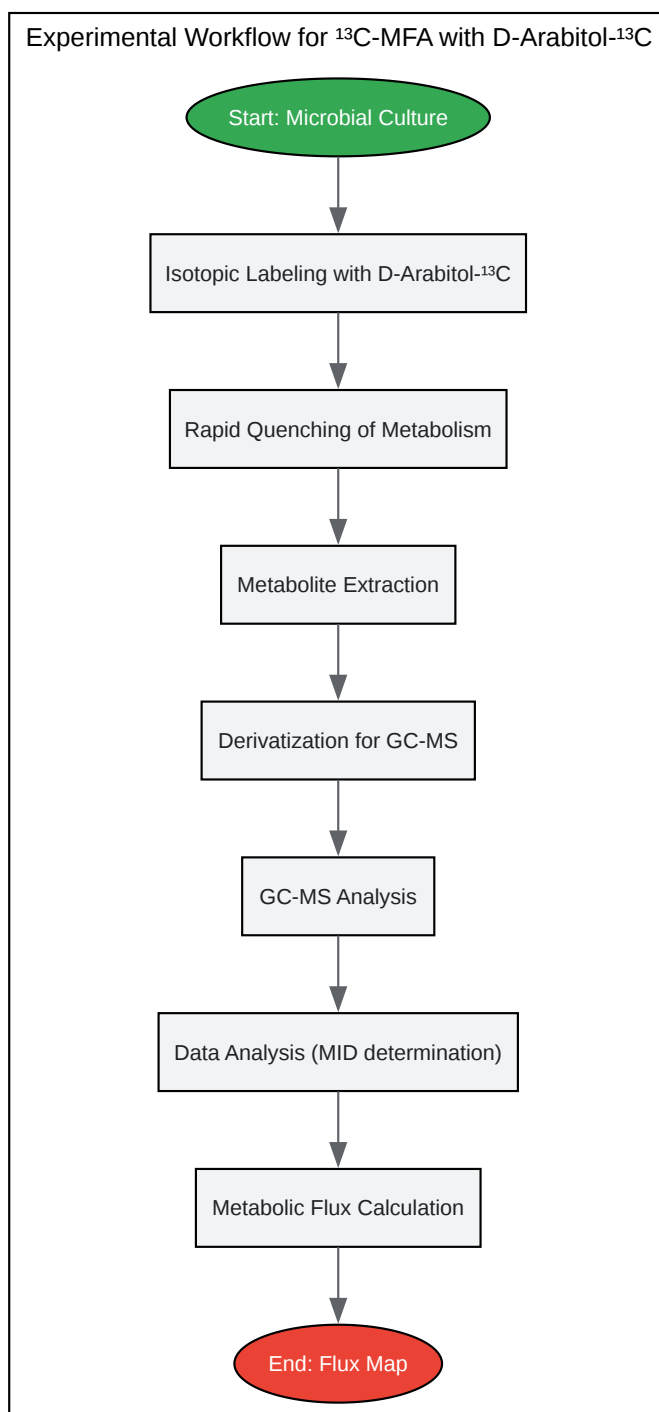 Experimental Workflow for ¹³C-MFA with D-Arabitol-¹³C
Start: Microbial Culture
Isotopic Labeling with D-Arabitol-¹³C
Rapid Quenching of Metabolism
Metabolite Extraction
Derivatization for GC-MS
GC-MS Analysis
Data Analysis (MID determination)
Metabolic Flux Calculation
End: Flux Map